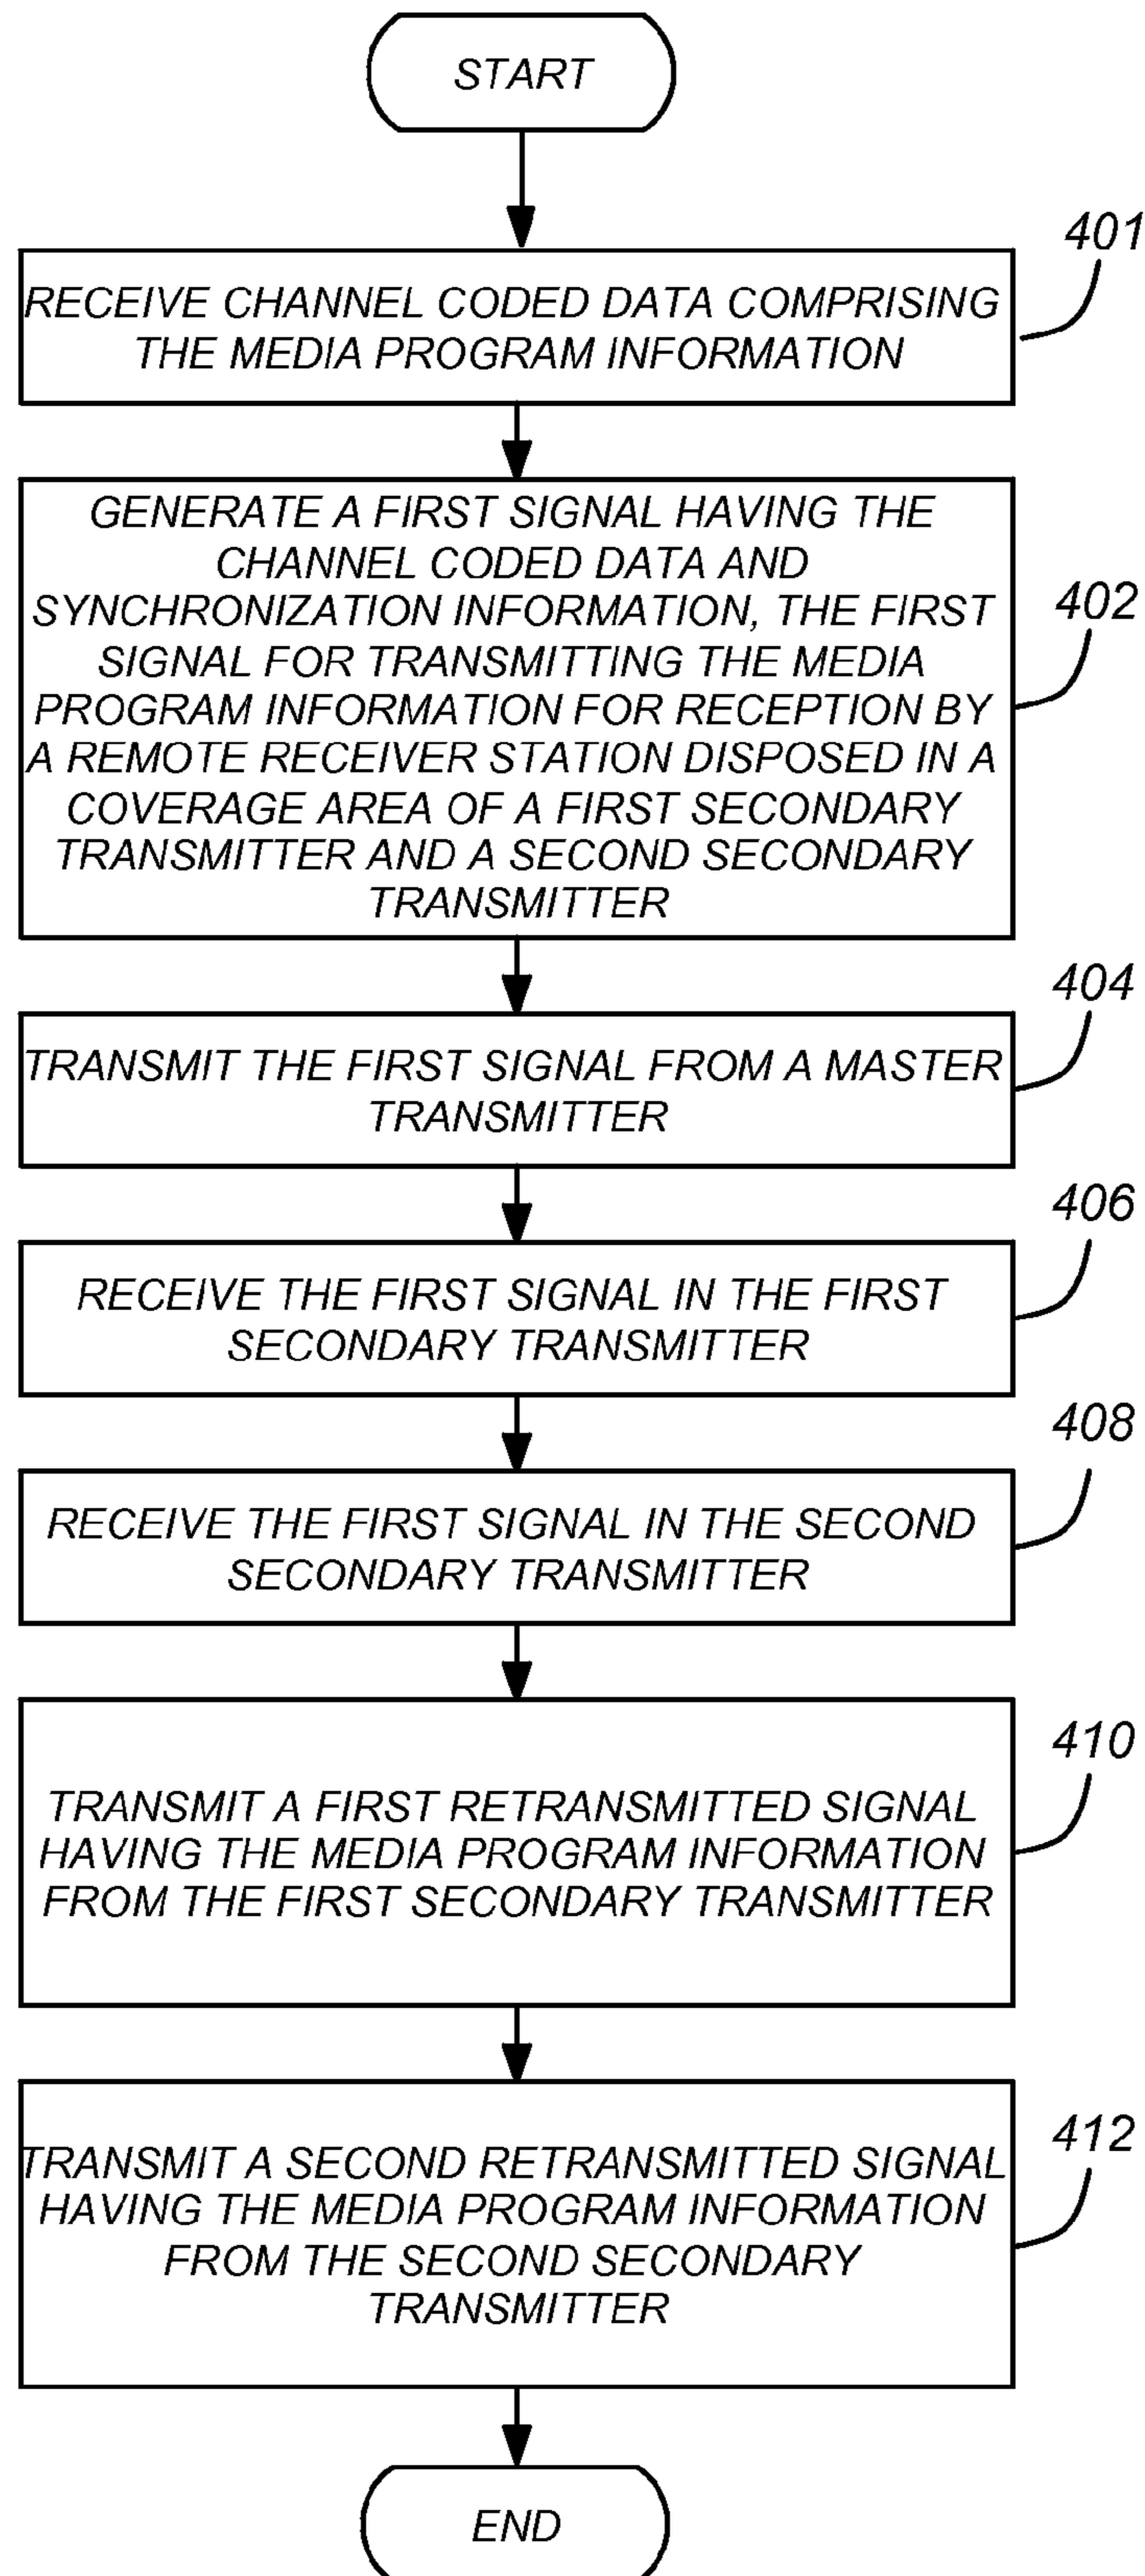 START
401
RECEIVE CHANNEL CODED DATA COMPRISING
THE MEDIA PROGRAM INFORMATION
GENERATE A FIRST SIGNAL HAVING THE
CHANNEL CODED DATA AND
SYNCHRONIZATION INFORMATION, THE FIRST
SIGNAL FOR TRANSMITTING THE MEDIA
PROGRAM INFORMATION FOR RECEPTION BY
A REMOTE RECEIVER STATION DISPOSED IN A
COVERAGE AREA OF A FIRST SECONDARY
TRANSMITTER AND A SECOND SECONDARY
TRANSMITTER
402
404
TRANSMIT THE FIRST SIGNAL FROM A MASTER
TRANSMITTER
406
RECEIVE THE FIRST SIGNAL IN THE FIRST
SECONDARY TRANSMITTER
408
RECEIVE THE FIRST SIGNAL IN THE SECOND
SECONDARY TRANSMITTER
410
TRANSMIT A FIRST RETRANSMITTED SIGNAL
HAVING THE MEDIA PROGRAM INFORMATION
FROM THE FIRST SECONDARY TRANSMITTER
412
TRANSMIT A SECOND RETRANSMITTED SIGNAL
HAVING THE MEDIA PROGRAM INFORMATION
FROM THE SECOND SECONDARY
TRANSMITTER
END